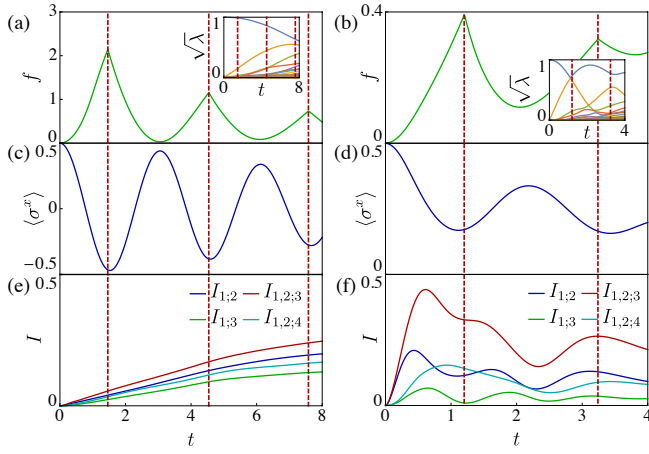 (a)
3
2
1
0
f
√λ
1
0
0
t
8
(b)
0.4
0
f
√λ
1
0
0
t
4
(c)
0.5
0
−0.5
⟨σ^x⟩
(d)
0.5
0
⟨σ^x⟩
(e)
0.5
0
I
I_{1;2} I_{1,2;3}
I_{1;3} I_{1,2;4}
0 2 4 6 8
t
(f)
0.5
0
I
I_{1;2} I_{1,2;3}
I_{1;3} I_{1,2;4}
0 1 2 3 4
t